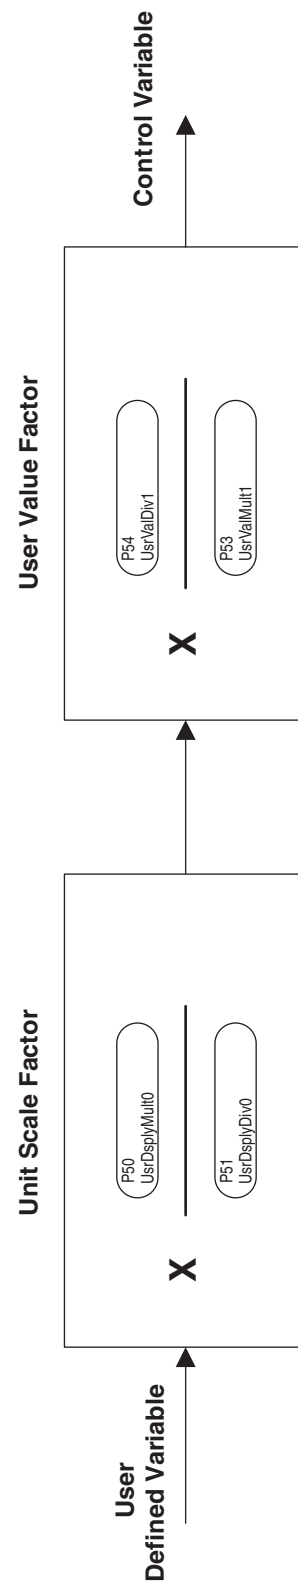 User
Defined Variable
Unit Scale Factor
X
P50
UsrDsplyMult0
P51
UsrDsplyDiv0
User Value Factor
X
P54
UsrValDiv1
P53
UsrValMult1
Control Variable